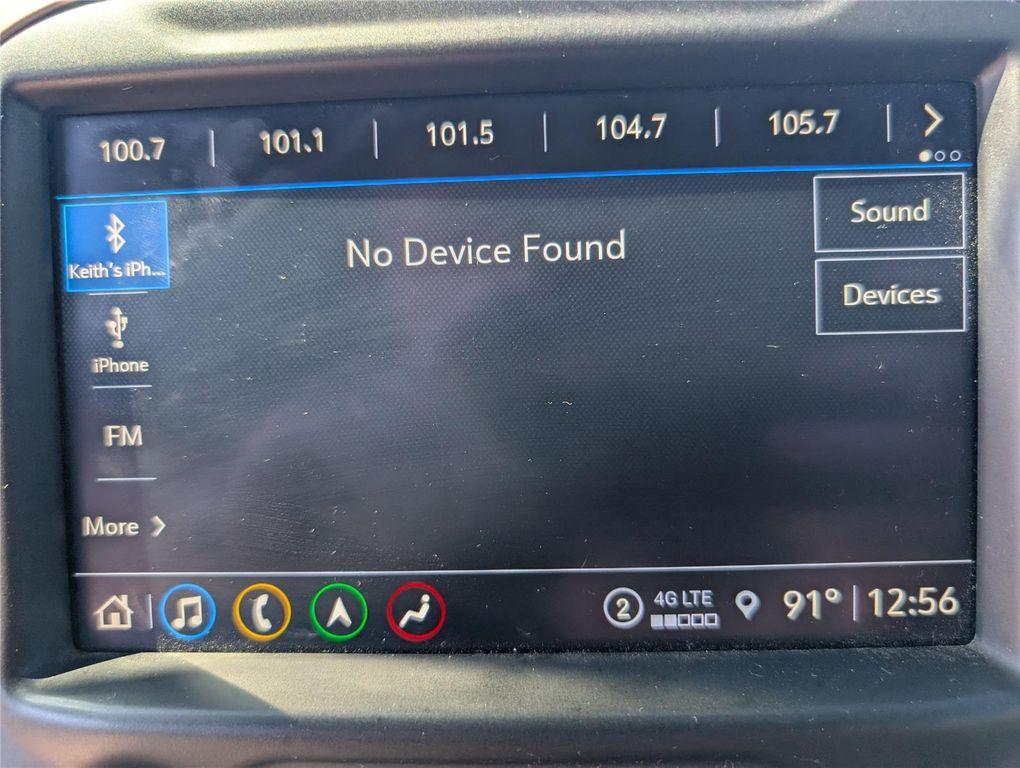 100.7 101.1 101.5 104.7 105.7
Keith's iPh...
No Device Found
Sound
Devices
iPhone
FM
More
2 4G LTE 91° 12:56